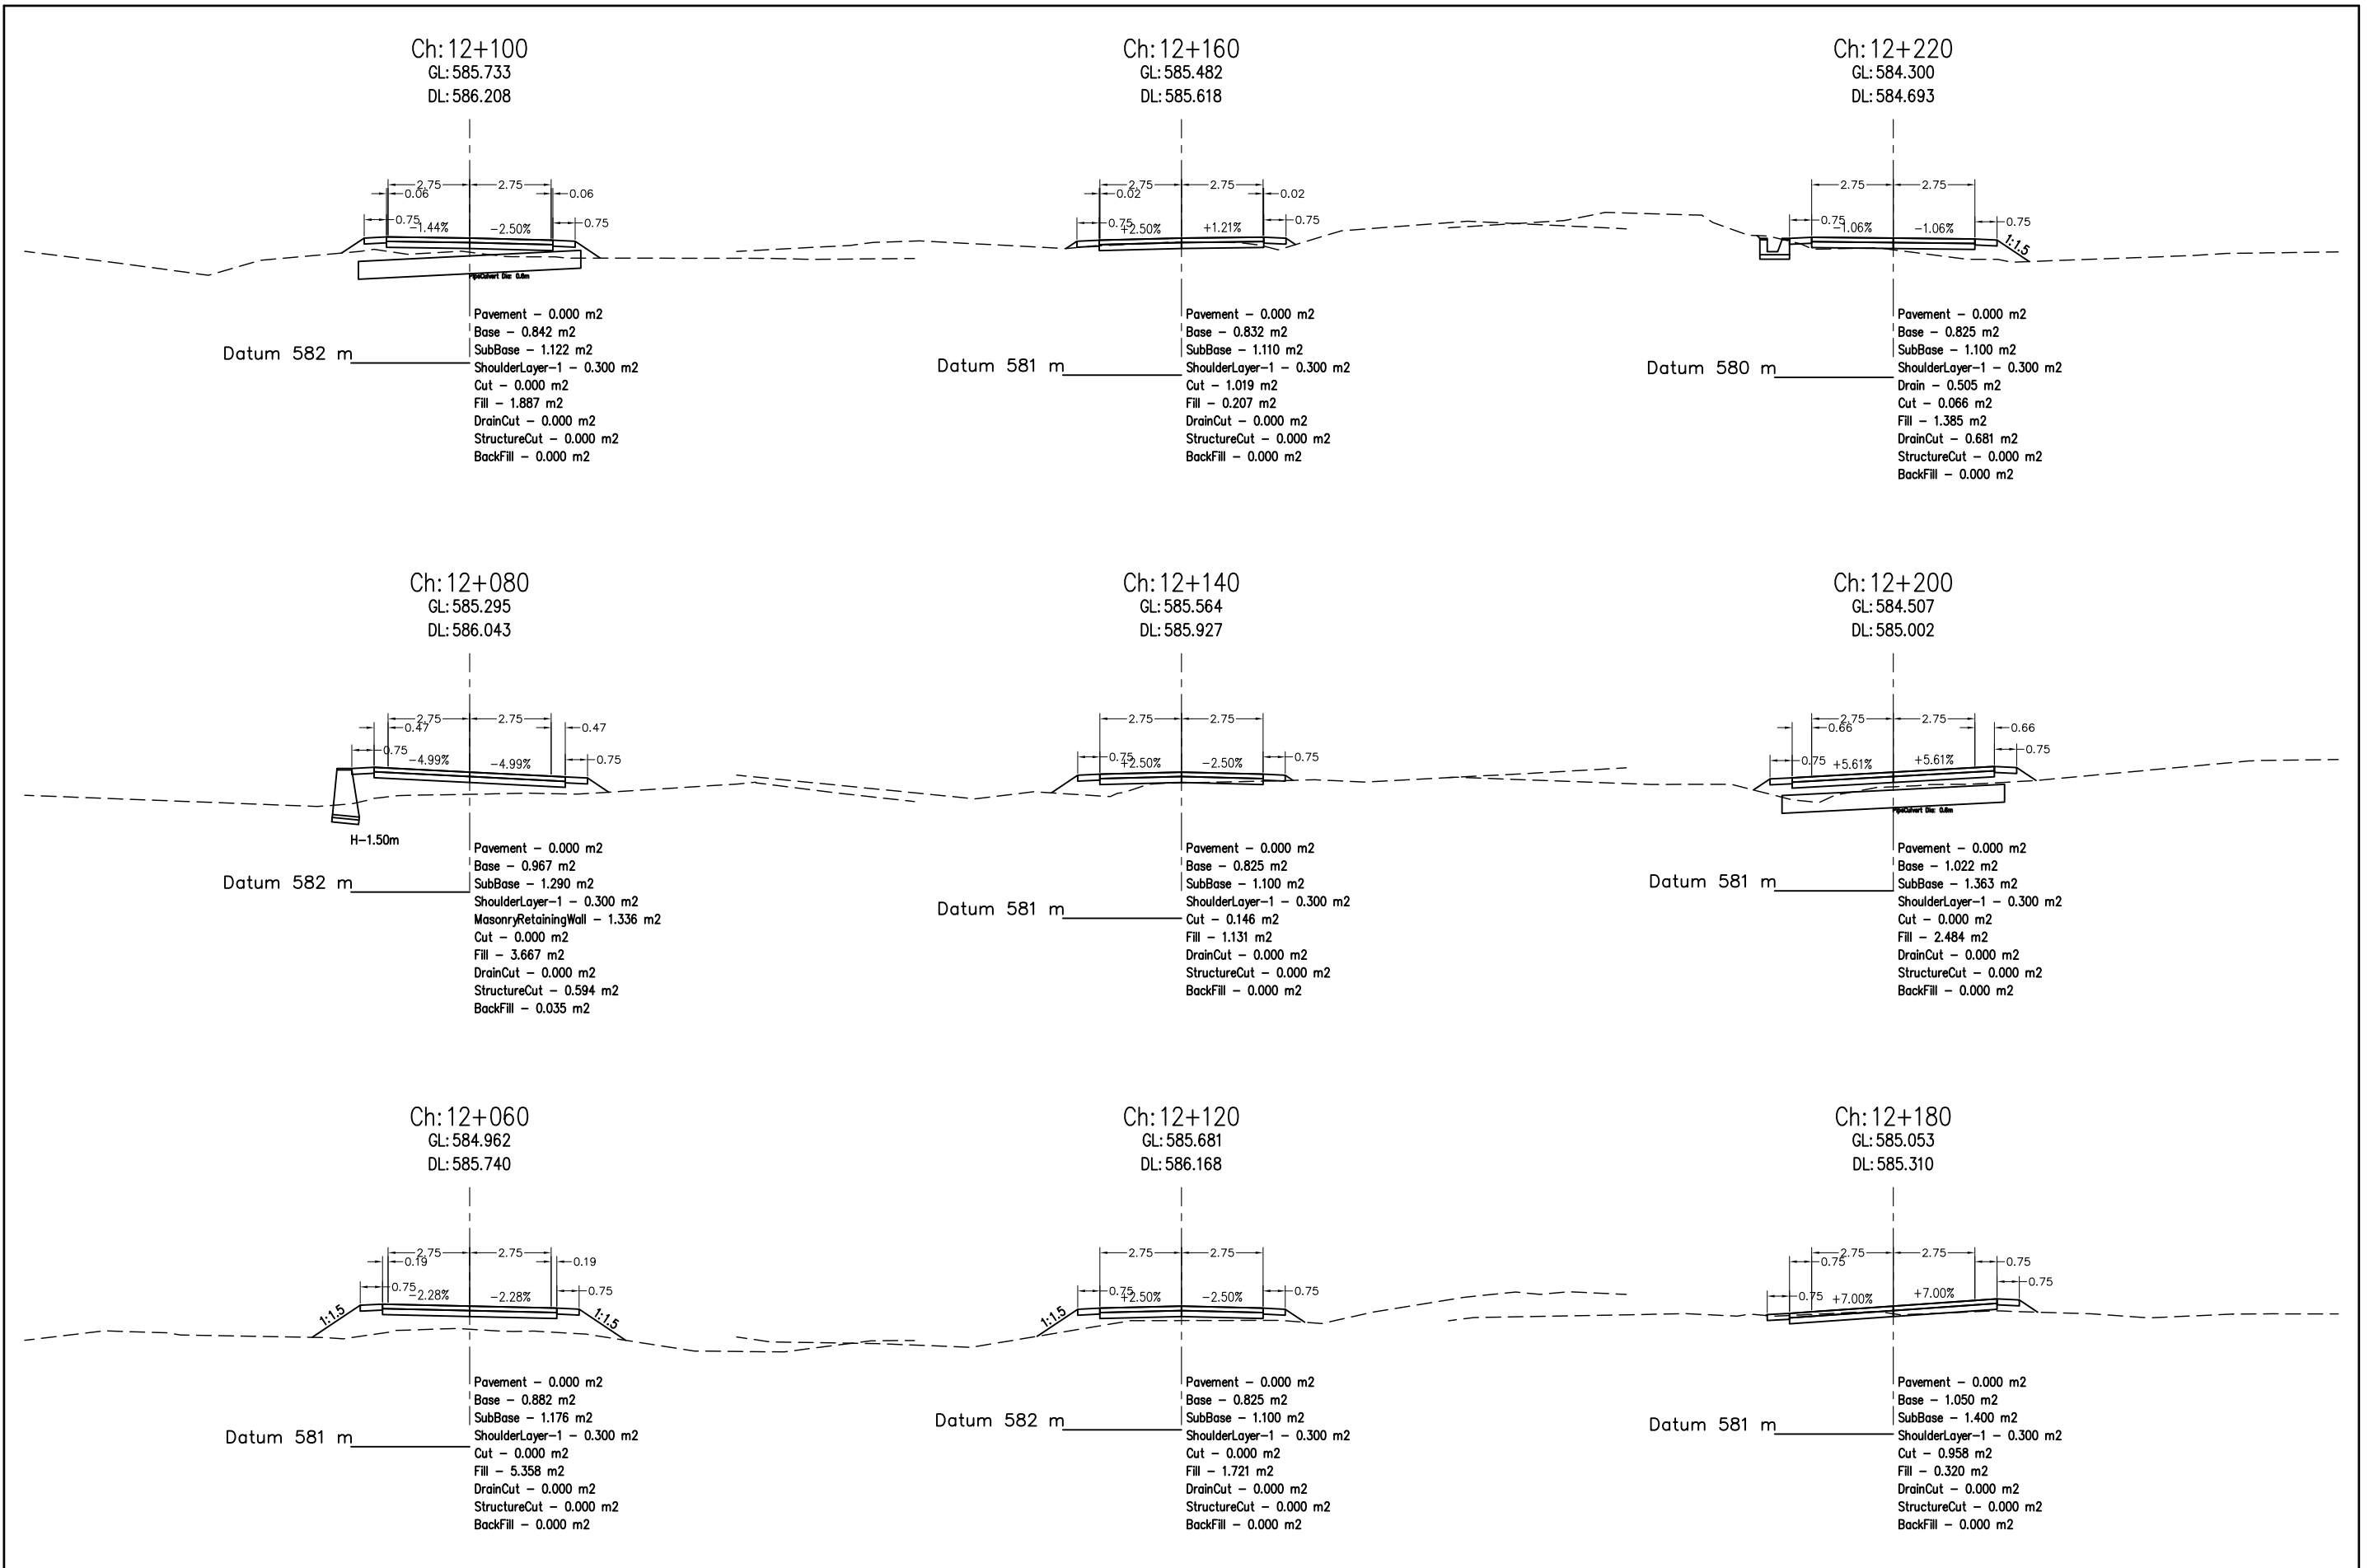 Ch:12+100
GL:585.733
DL:586.208
2.75
2.75
0.06
0.06
0.75
0.75
-1.44%
-2.50%
PipeCulvert Dia: 0.6m
Datum 582 m
Pavement - 0.000 m2
Base - 0.842 m2
SubBase - 1.122 m2
ShoulderLayer-1 - 0.300 m2
Cut - 0.000 m2
Fill - 1.887 m2
DrainCut - 0.000 m2
StructureCut - 0.000 m2
BackFill - 0.000 m2
Ch:12+160
GL:585.482
DL:585.618
2.75
2.75
0.02
0.02
0.75
0.75
+2.50%
+1.21%
Datum 581 m
Pavement - 0.000 m2
Base - 0.832 m2
SubBase - 1.110 m2
ShoulderLayer-1 - 0.300 m2
Cut - 1.019 m2
Fill - 0.207 m2
DrainCut - 0.000 m2
StructureCut - 0.000 m2
BackFill - 0.000 m2
Ch:12+220
GL:584.300
DL:584.693
2.75
2.75
0.75
0.75
-1.06%
-1.06%
1:1.5
Datum 580 m
Pavement - 0.000 m2
Base - 0.825 m2
SubBase - 1.100 m2
ShoulderLayer-1 - 0.300 m2
Drain - 0.505 m2
Cut - 0.066 m2
Fill - 1.385 m2
DrainCut - 0.681 m2
StructureCut - 0.000 m2
BackFill - 0.000 m2
Ch:12+080
GL:585.295
DL:586.043
2.75
2.75
0.47
0.47
0.75
0.75
-4.99%
-4.99%
H-1.50m
Datum 582 m
Pavement - 0.000 m2
Base - 0.967 m2
SubBase - 1.290 m2
ShoulderLayer-1 - 0.300 m2
MasonryRetainingWall - 1.336 m2
Cut - 0.000 m2
Fill - 3.667 m2
DrainCut - 0.000 m2
StructureCut - 0.594 m2
BackFill - 0.035 m2
Ch:12+140
GL:585.564
DL:585.927
2.75
2.75
0.75
0.75
+2.50%
-2.50%
Datum 581 m
Pavement - 0.000 m2
Base - 0.825 m2
SubBase - 1.100 m2
ShoulderLayer-1 - 0.300 m2
Cut - 0.146 m2
Fill - 1.131 m2
DrainCut - 0.000 m2
StructureCut - 0.000 m2
BackFill - 0.000 m2
Ch:12+200
GL:584.507
DL:585.002
2.75
2.75
0.66
0.66
0.75
0.75
+5.61%
+5.61%
PipeCulvert Dia: 0.6m
Datum 581 m
Pavement - 0.000 m2
Base - 1.022 m2
SubBase - 1.363 m2
ShoulderLayer-1 - 0.300 m2
Cut - 0.000 m2
Fill - 2.484 m2
DrainCut - 0.000 m2
StructureCut - 0.000 m2
BackFill - 0.000 m2
Ch:12+060
GL:584.962
DL:585.740
2.75
2.75
0.19
0.19
0.75
0.75
-2.28%
-2.28%
1:1.5
1:1.5
Datum 581 m
Pavement - 0.000 m2
Base - 0.882 m2
SubBase - 1.176 m2
ShoulderLayer-1 - 0.300 m2
Cut - 0.000 m2
Fill - 5.358 m2
DrainCut - 0.000 m2
StructureCut - 0.000 m2
BackFill - 0.000 m2
Ch:12+120
GL:585.681
DL:586.168
2.75
2.75
0.75
0.75
+2.50%
-2.50%
1:1.5
Datum 582 m
Pavement - 0.000 m2
Base - 0.825 m2
SubBase - 1.100 m2
ShoulderLayer-1 - 0.300 m2
Cut - 0.000 m2
Fill - 1.721 m2
DrainCut - 0.000 m2
StructureCut - 0.000 m2
BackFill - 0.000 m2
Ch:12+180
GL:585.053
DL:585.310
2.75
2.75
0.75
0.75
0.75
0.75
+7.00%
+7.00%
Datum 581 m
Pavement - 0.000 m2
Base - 1.050 m2
SubBase - 1.400 m2
ShoulderLayer-1 - 0.300 m2
Cut - 0.958 m2
Fill - 0.320 m2
DrainCut - 0.000 m2
StructureCut - 0.000 m2
BackFill - 0.000 m2